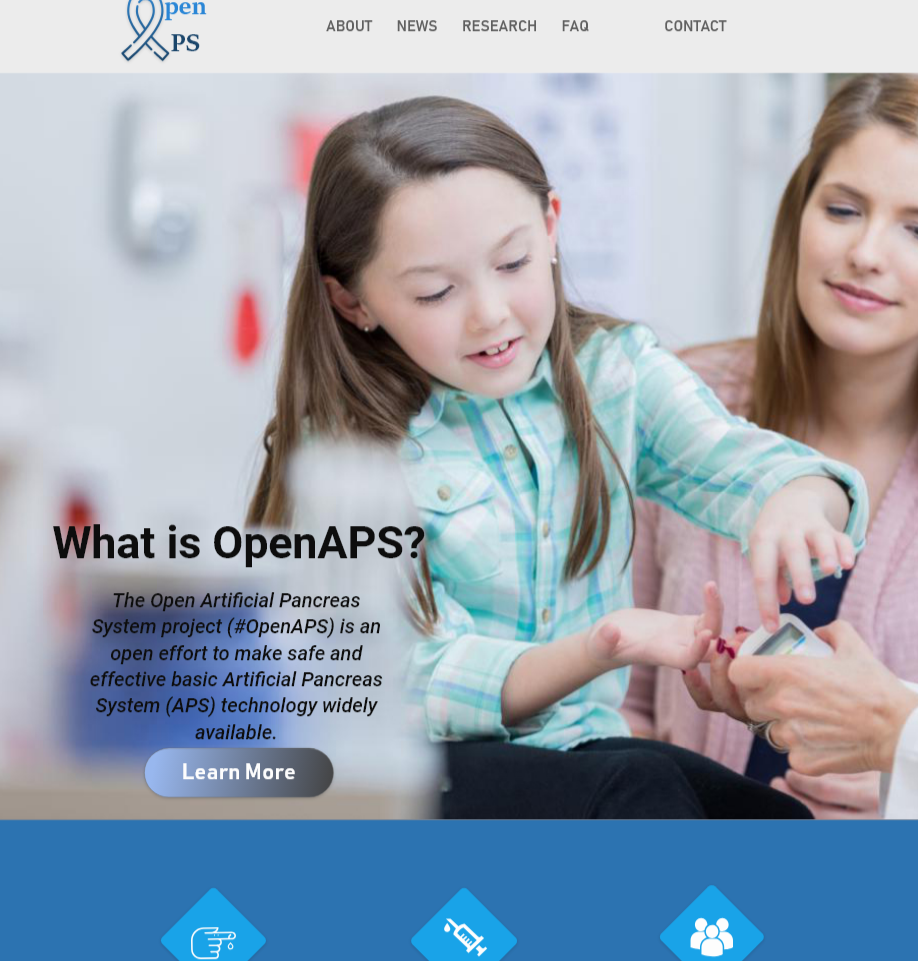 pen
PS
ABOUT NEWS RESEARCH FAQ CONTACT
What is OpenAPS?
The Open Artificial Pancreas
System project (#OpenAPS) is an
open effort to make safe and
effective basic Artificial Pancreas
System (APS) technology widely
available.
Learn More